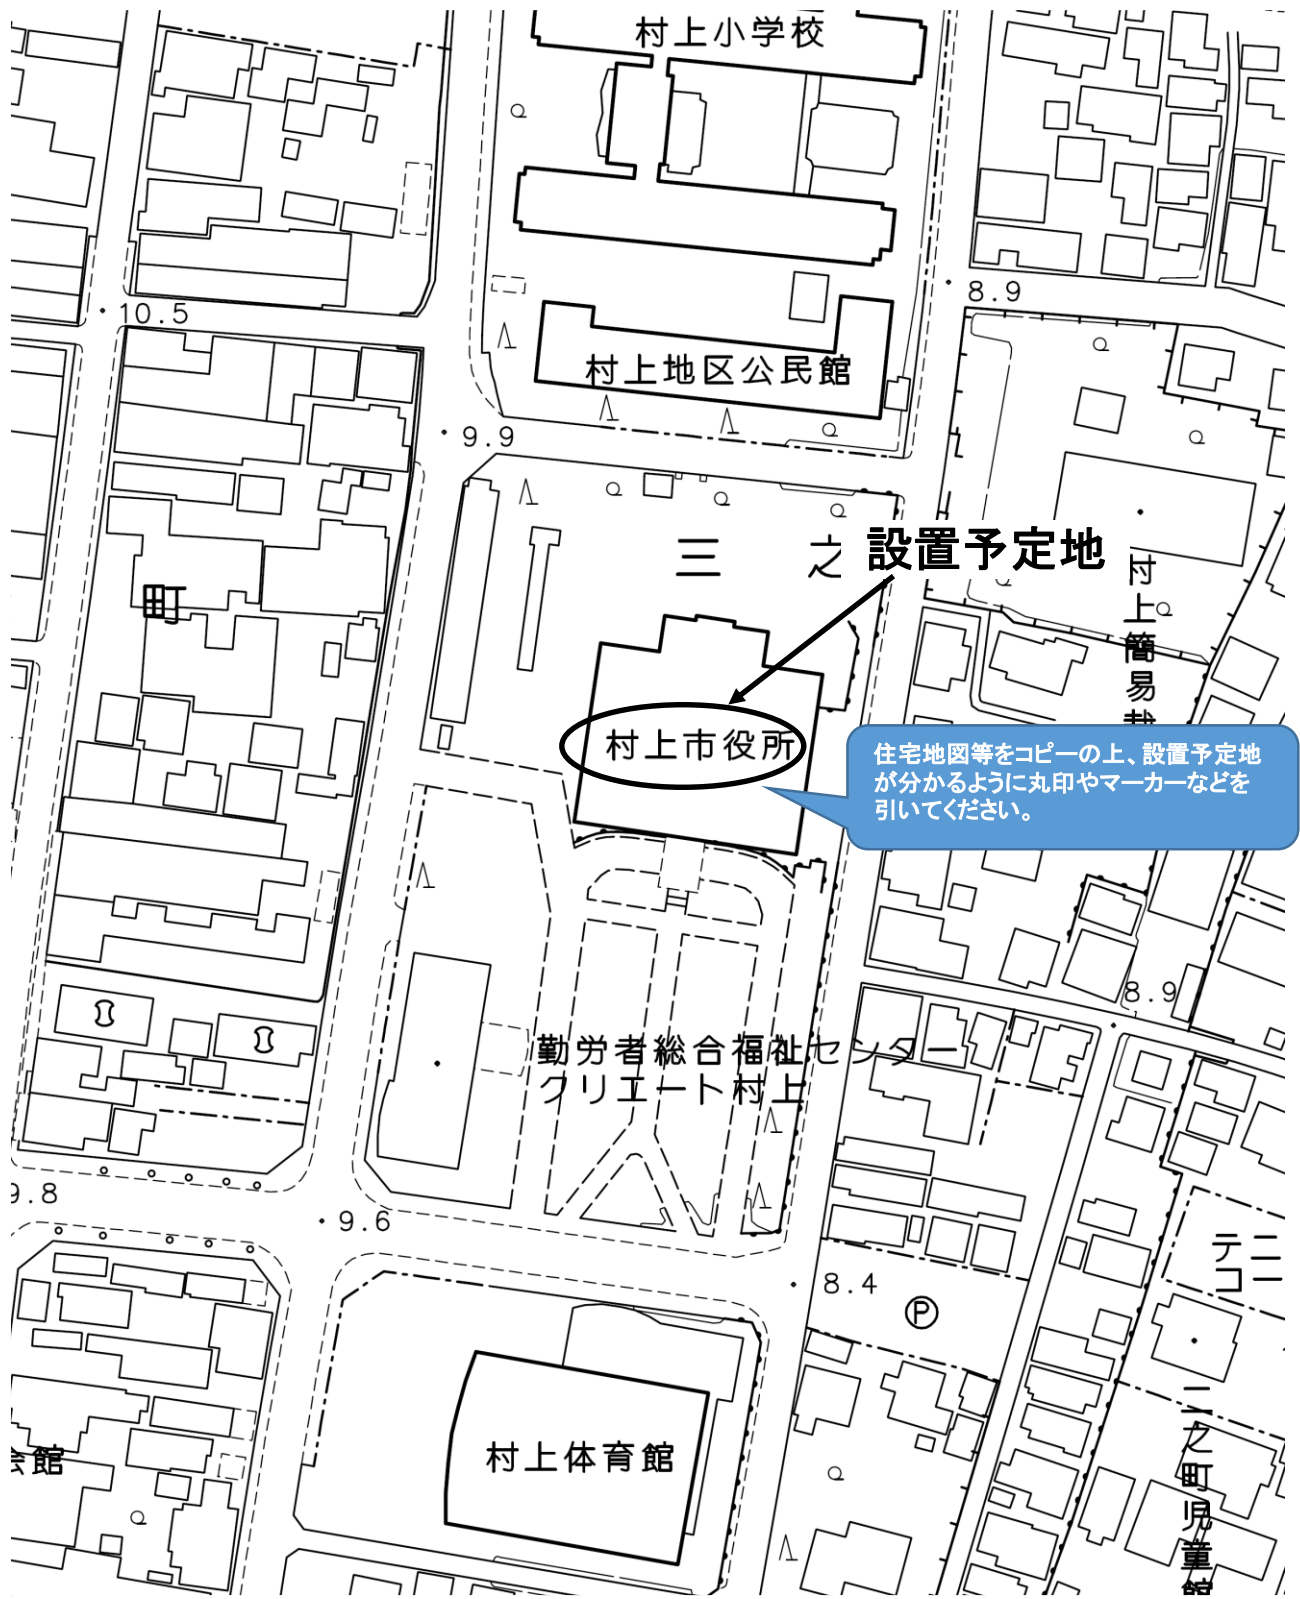 村上小学校
8.9
10.5
村上地区公民館
9.9
三之
設置予定地
町
村上簡易裁
村上市役所
住宅地図等をコピーの上、設置予定地
が分かるように丸印やマーカーなどを
引いてください。
8.9
勤労者総合福祉センター
クリエート村上
9.8
9.6
8.4
P
テニ
コー
村上体育館
会館
二之町児童館